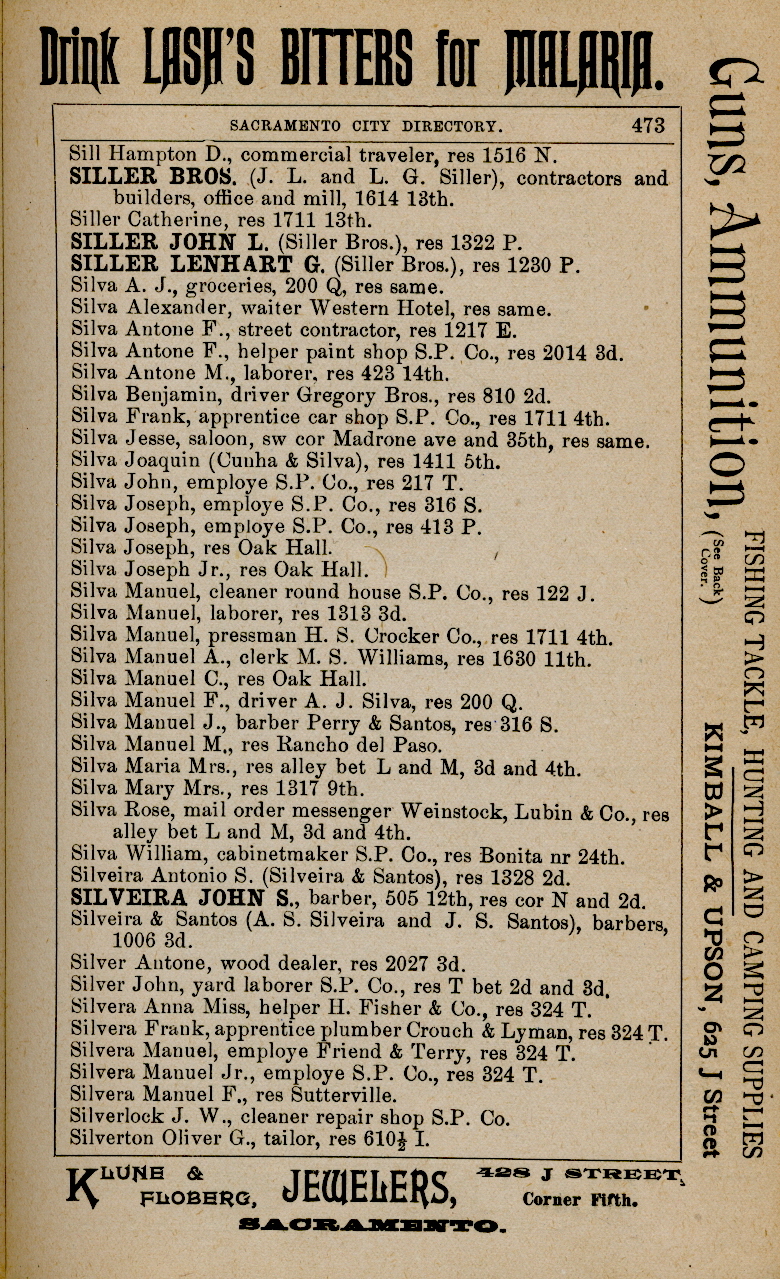 Drink LASH'S BITTERS for MALARIA.
SACRAMENTO CITY DIRECTORY. 473
Sill Hampton D., commercial traveler, res 1516 N.
SILLER BROS. (J. L. and L. G. Siller), contractors and
builders, office and mill, 1614 13th.
Siller Catherine, res 1711 13th.
SILLER JOHN L. (Siller Bros.), res 1322 P.
SILLER LENHART G. (Siller Bros.), res 1230 P.
Silva A. J., groceries, 200 Q, res same.
Silva Alexander, waiter Western Hotel, res same.
Silva Antone F., street contractor, res 1217 E.
Silva Antone F., helper paint shop S.P. Co., res 2014 3d.
Silva Antone M., laborer, res 423 14th.
Silva Benjamin, driver Gregory Bros., res 810 2d.
Silva Frank, apprentice car shop S.P. Co., res 1711 4th.
Silva Jesse, saloon, sw cor Madrone ave and 35th, res same.
Silva Joaquin (Cunha & Silva), res 1411 5th.
Silva John, employe S.P. Co., res 217 T.
Silva Joseph, employe S.P. Co., res 316 S.
Silva Joseph, employe S.P. Co., res 413 P.
Silva Joseph, res Oak Hall.
Silva Joseph Jr., res Oak Hall.
Silva Manuel, cleaner round house S.P. Co., res 122 J.
Silva Manuel, laborer, res 1313 3d.
Silva Manuel, pressman H. S. Crocker Co., res 1711 4th.
Silva Manuel A., clerk M. S. Williams, res 1630 11th.
Silva Manuel C., res Oak Hall.
Silva Manuel F., driver A. J. Silva, res 200 Q.
Silva Manuel J., barber Perry & Santos, res 316 S.
Silva Manuel M., res Rancho del Paso.
Silva Maria Mrs., res alley bet L and M, 3d and 4th.
Silva Mary Mrs., res 1317 9th.
Silva Rose, mail order messenger Weinstock, Lubin & Co., res
alley bet L and M, 3d and 4th.
Silva William, cabinetmaker S.P. Co., res Bonita nr 24th.
Silveira Antonio S. (Silveira & Santos), res 1328 2d.
SILVEIRA JOHN S., barber, 505 12th, res cor N and 2d.
Silveira & Santos (A. S. Silveira and J. S. Santos), barbers,
1006 3d.
Silver Antone, wood dealer, res 2027 3d.
Silver John, yard laborer S.P. Co., res T bet 2d and 3d.
Silvera Anna Miss, helper H. Fisher & Co., res 324 T.
Silvera Frank, apprentice plumber Crouch & Lyman, res 324 T.
Silvera Manuel, employe Friend & Terry, res 324 T.
Silvera Manuel Jr., employe S.P. Co., res 324 T.
Silvera Manuel F., res Sutterville.
Silverlock J. W., cleaner repair shop S.P. Co.
Silverton Oliver G., tailor, res 610½ I.
KLUNE & FLOBERG, JEWELERS, 428 J STREET,
Corner Fifth.
SACRAMENTO.
Guns, Ammunition, (See Back Cover.)
FISHING TACKLE, HUNTING AND CAMPING SUPPLIES
KIMBALL & UPSON, 625 J Street